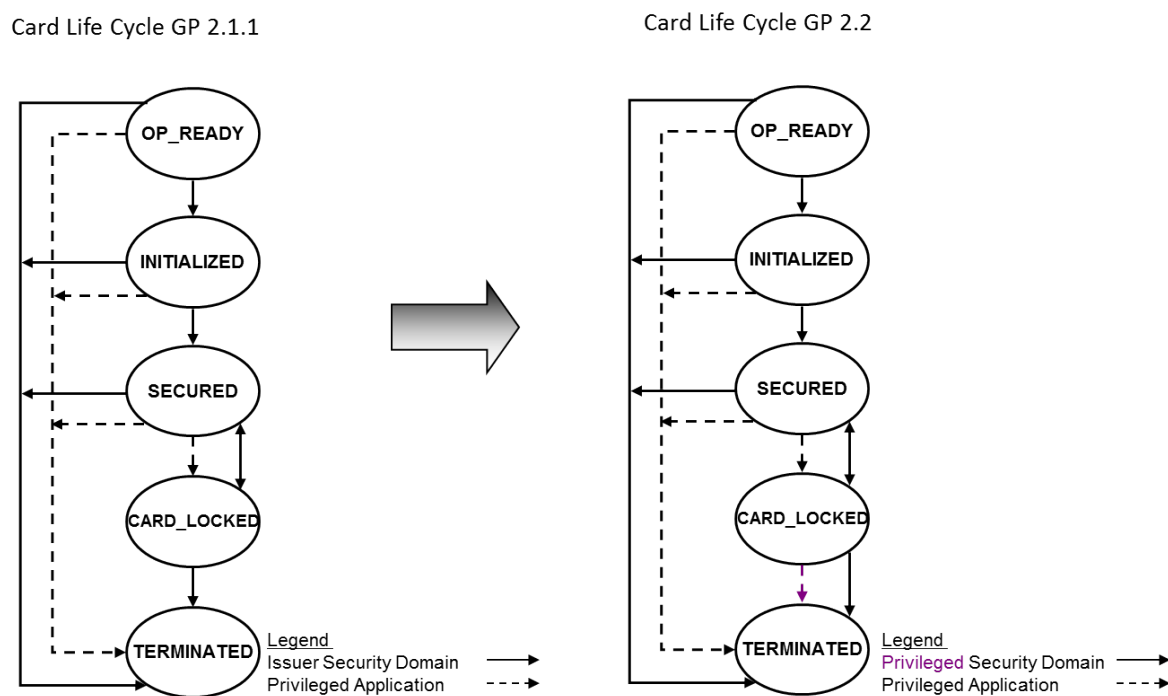 Card Life Cycle GP 2.1.1
OP_READY
INITIALIZED
SECURED
CARD_LOCKED
TERMINATED
Legend
Issuer Security Domain
Privileged Application
Card Life Cycle GP 2.2
OP_READY
INITIALIZED
SECURED
CARD_LOCKED
TERMINATED
Legend
Privileged Security Domain
Privileged Application